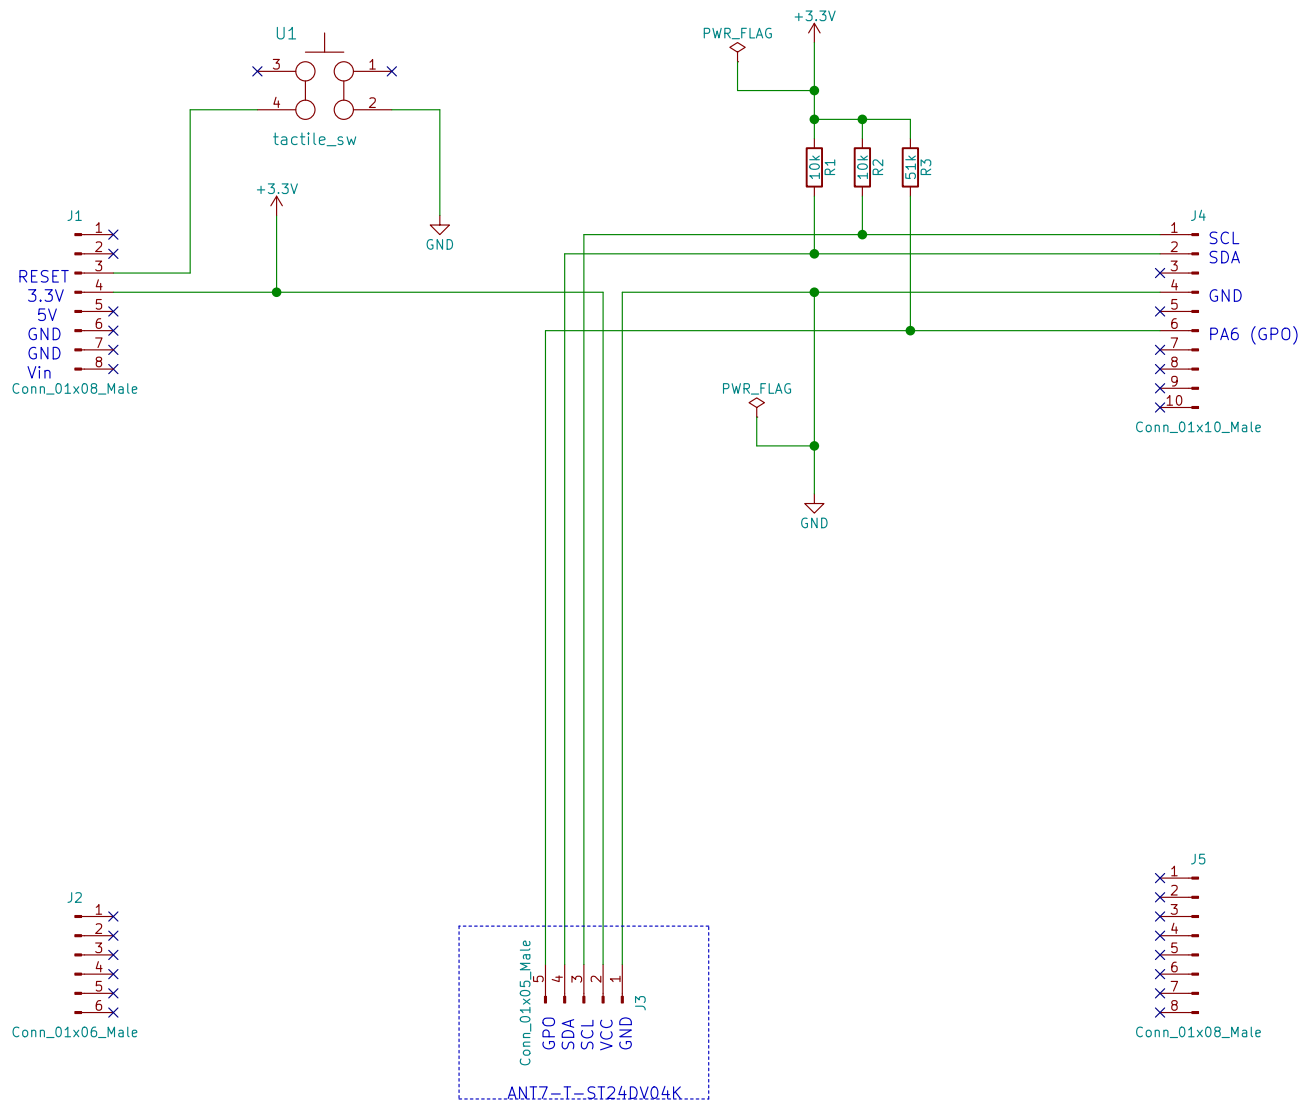 U1
3
1
4
2
tactile_sw
PWR_FLAG
+3.3V
10k
R1
10k
R2
51k
R3
+3.3V
GND
J1
1
2
3
4
5
6
7
8
RESET
3.3V
5V
GND
GND
Vin
Conn_01x08_Male
J4
1
2
3
4
5
6
7
8
9
10
SCL
SDA
GND
PA6 (GPO)
Conn_01x10_Male
PWR_FLAG
GND
J2
1
2
3
4
5
6
Conn_01x06_Male
Conn_01x05_Male
5
4
3
2
1
J3
GPO
SDA
SCL
VCC
GND
ANT7-T-ST24DV04K
J5
1
2
3
4
5
6
7
8
Conn_01x08_Male